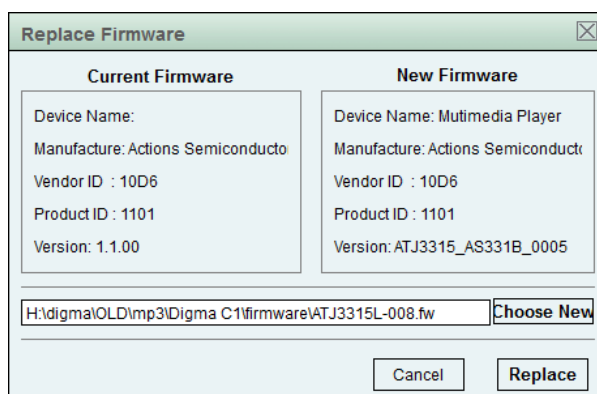 Replace Firmware
Current Firmware
Device Name:
Manufacture: Actions Semiconducto
Vendor ID : 10D6
Product ID : 1101
Version: 1.1.00
New Firmware
Device Name: Mutimedia Player
Manufacture: Actions Semiconducto
Vendor ID : 10D6
Product ID : 1101
Version: ATJ3315_AS331B_0005
H:\digma\OLD\mp3\Digma C1\firmware\ATJ3315L-008.fw
Choose New
Cancel
Replace